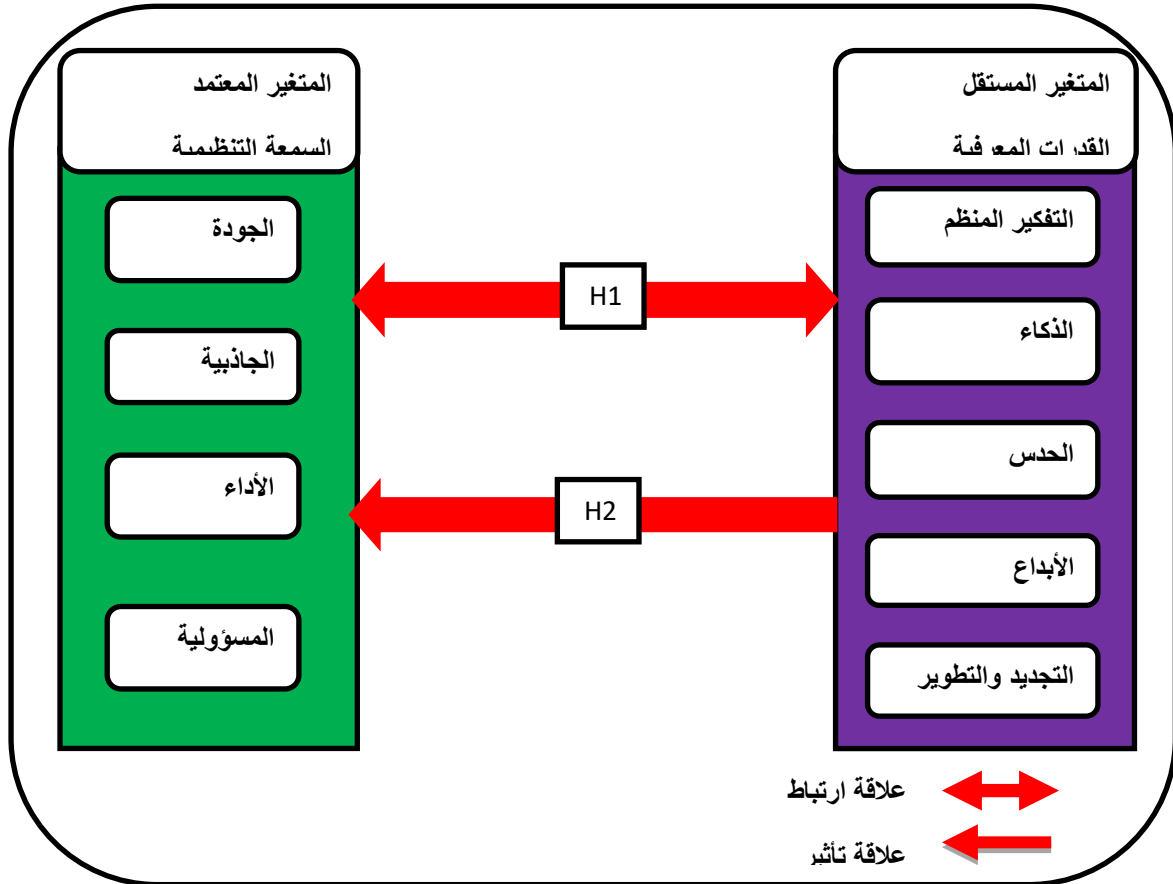 المتغير المستقل
القدرات المعرفية
التفكير المنظم
الذكاء
الحدس
الأبداع
التجديد والتطوير
H1
H2
المتغير المعتمد
السمعة التنظيمية
الجودة
الجاذبية
الأداء
المسؤولية
علاقة ارتباط
علاقة تأثير